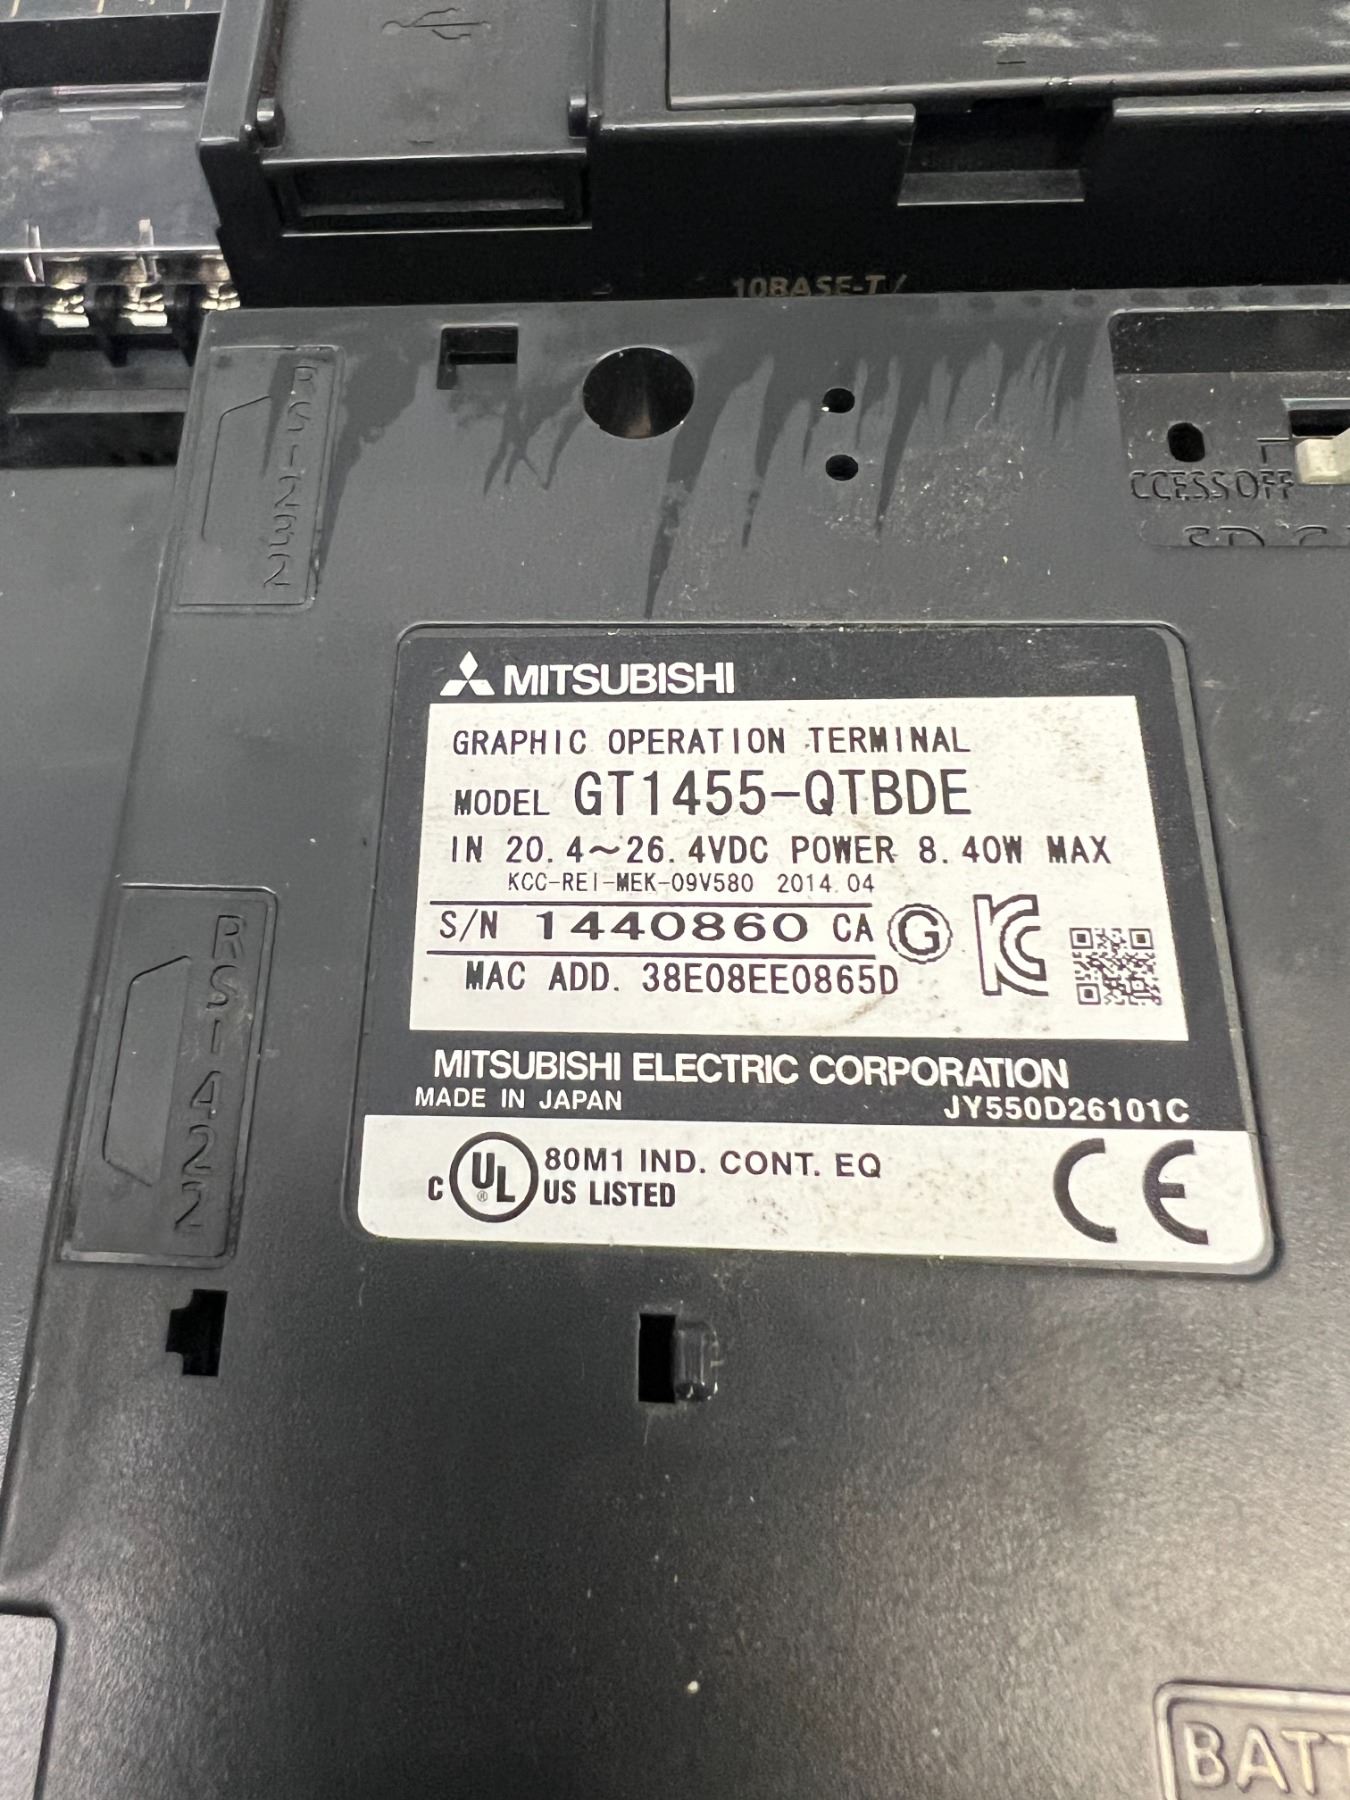 10BASE-T/
RS-232
CCESS OFF
SD C
MITSUBISHI
GRAPHIC OPERATION TERMINAL
MODEL GT1455-QTBDE
IN 20.4~26.4VDC POWER 8.40W MAX
KCC-REI-MEK-09V580 2014.04
S/N 1440860 CA G KC
MAC ADD. 38E08EE0865D
RS-422
MITSUBISHI ELECTRIC CORPORATION
MADE IN JAPAN JY550D26101C
C UL® 80M1 IND. CONT. EQ
US LISTED
CE
BATT